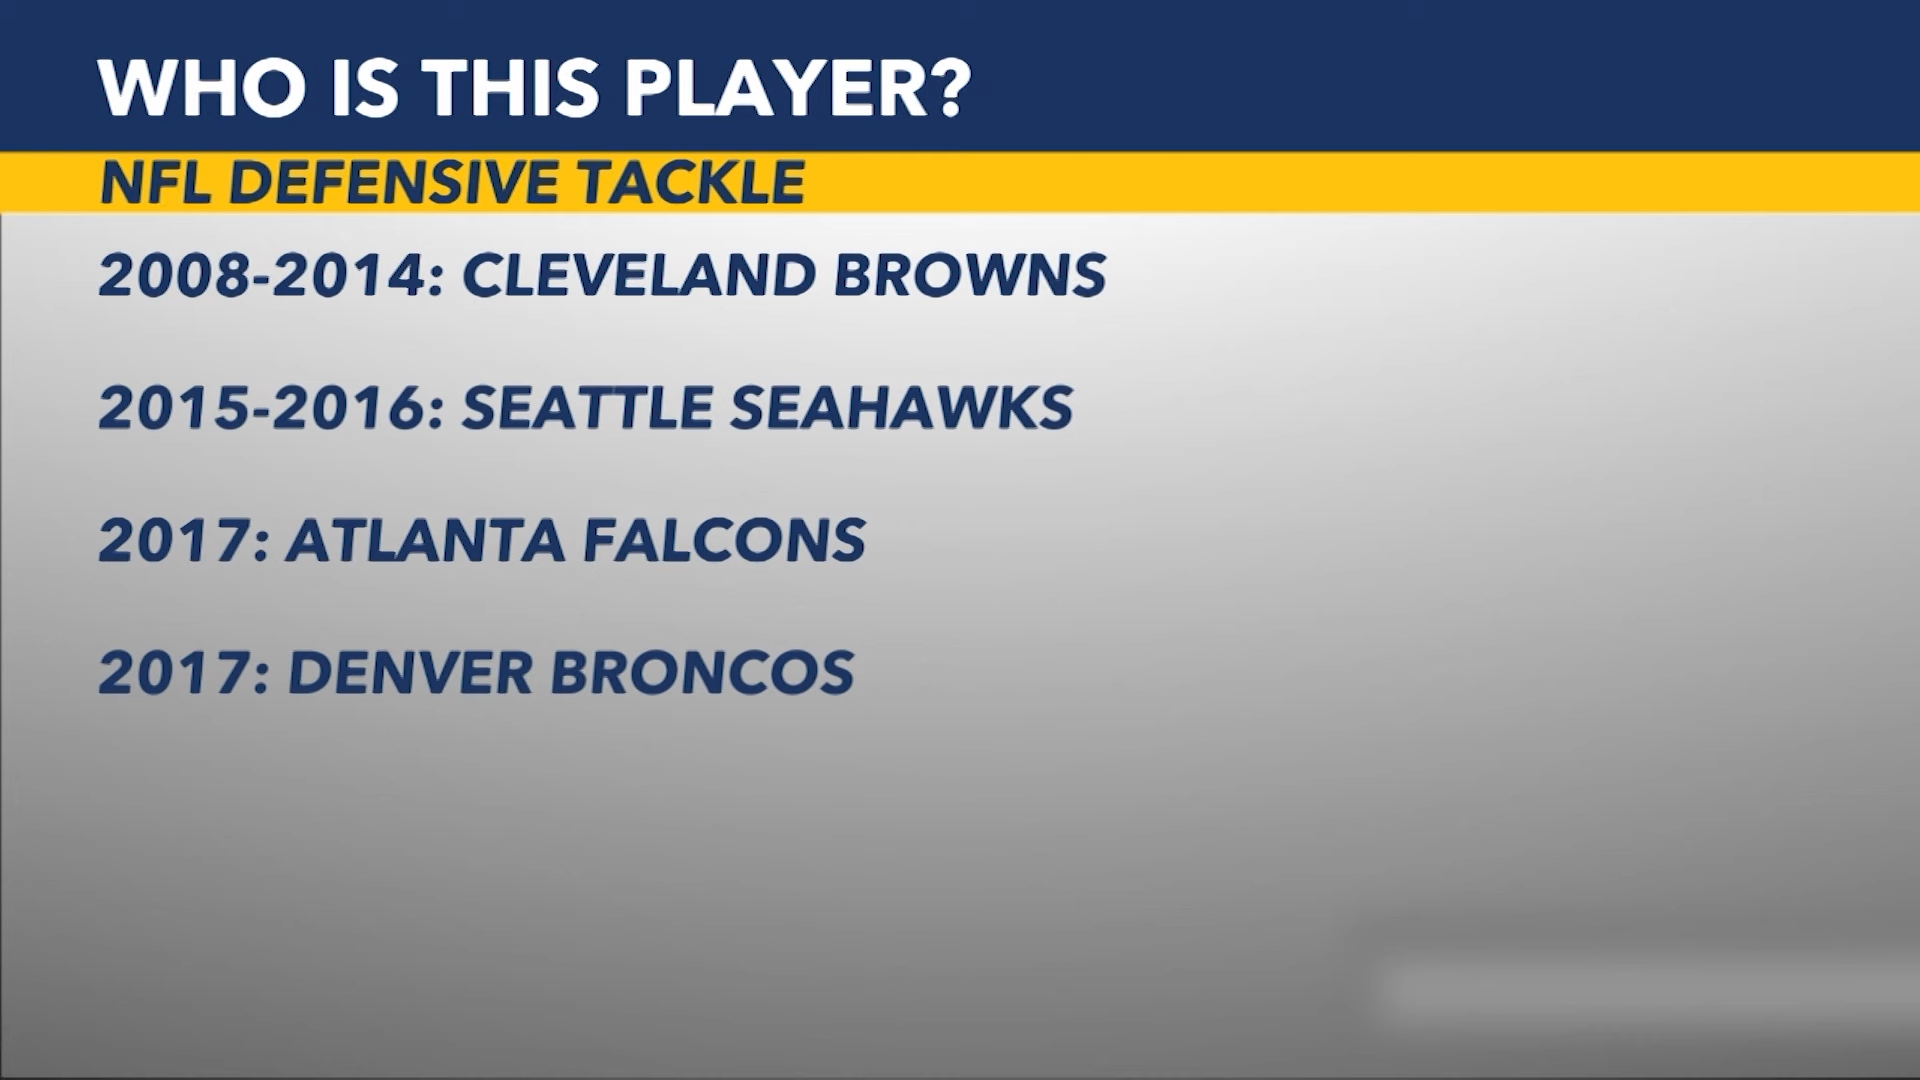 WHO IS THIS PLAYER?
NFL DEFENSIVE TACKLE
2008-2014: CLEVELAND BROWNS
2015-2016: SEATTLE SEAHAWKS
2017: ATLANTA FALCONS
2017: DENVER BRONCOS